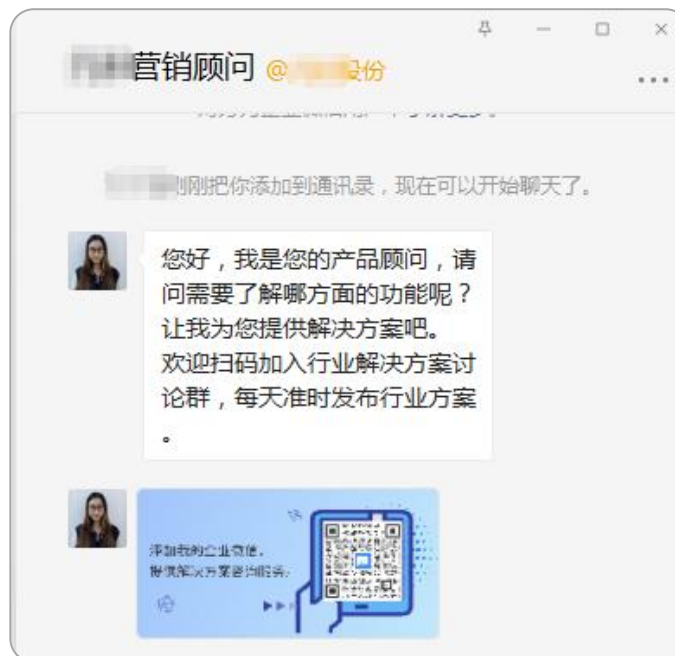 营销顾问 @ 股份
刚把你添加到通讯录，现在可以开始聊天了。
您好，我是您的产品顾问，请
问需要了解哪方面的功能呢？
让我为您提供解决方案吧。
欢迎扫码加入行业解决方案讨
论群，每天准时发布行业方案
。
添加我的企业微信，
提供解决方案咨询服务。